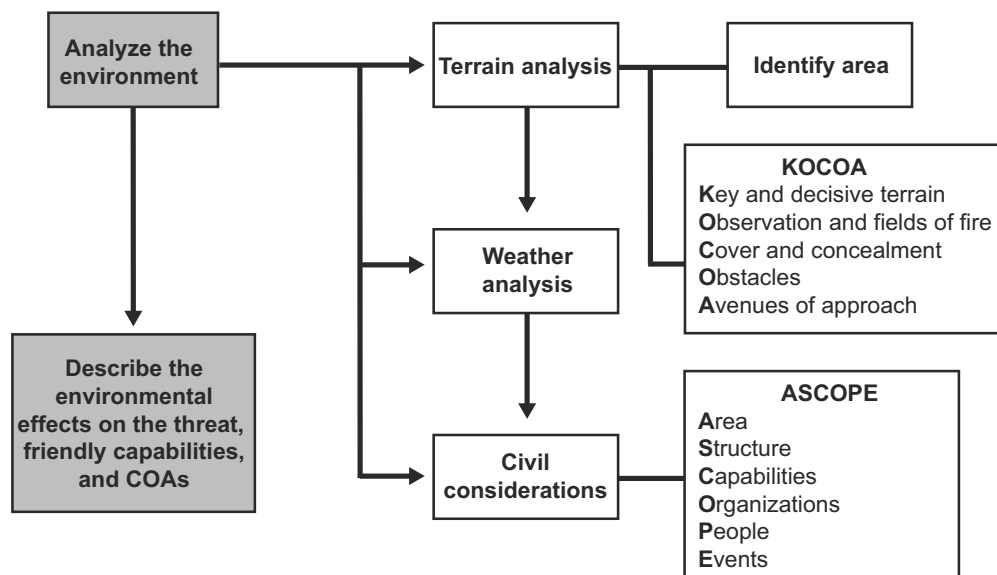 Analyze the
environment
Terrain analysis
Identify area
KOCOA
Key and decisive terrain
Observation and fields of fire
Cover and concealment
Obstacles
Avenues of approach
Weather
analysis
Describe the
environmental
effects on the threat,
friendly capabilities,
and COAs
Civil
considerations
ASCOPE
Area
Structure
Capabilities
Organizations
People
Events